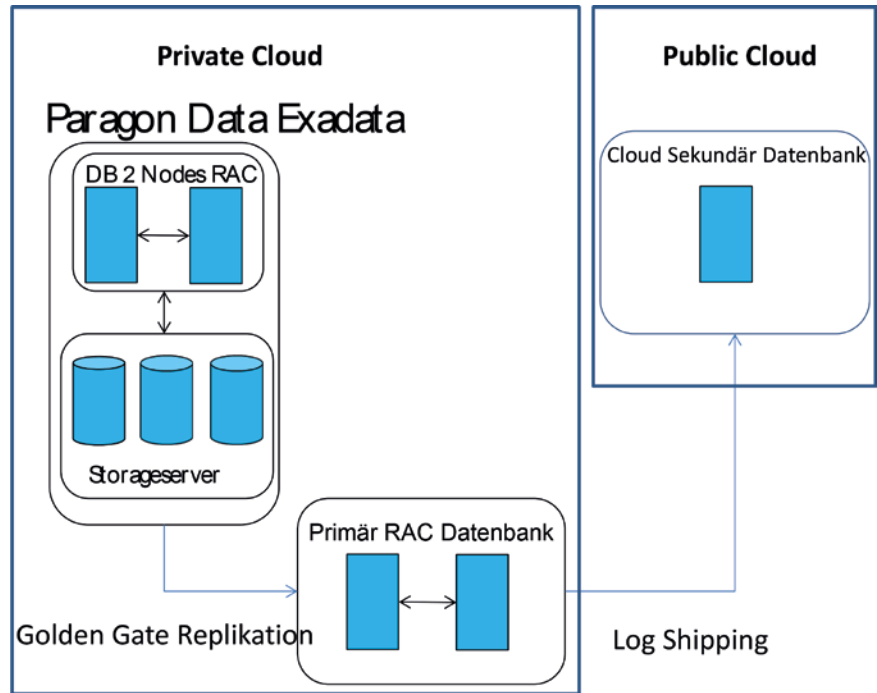 Private Cloud
Public Cloud
Paragon Data Exadata
DB 2 Nodes RAC
Cloud Sekundär Datenbank
Storageserver
Primär RAC Datenbank
Golden Gate Replikation
Log Shipping